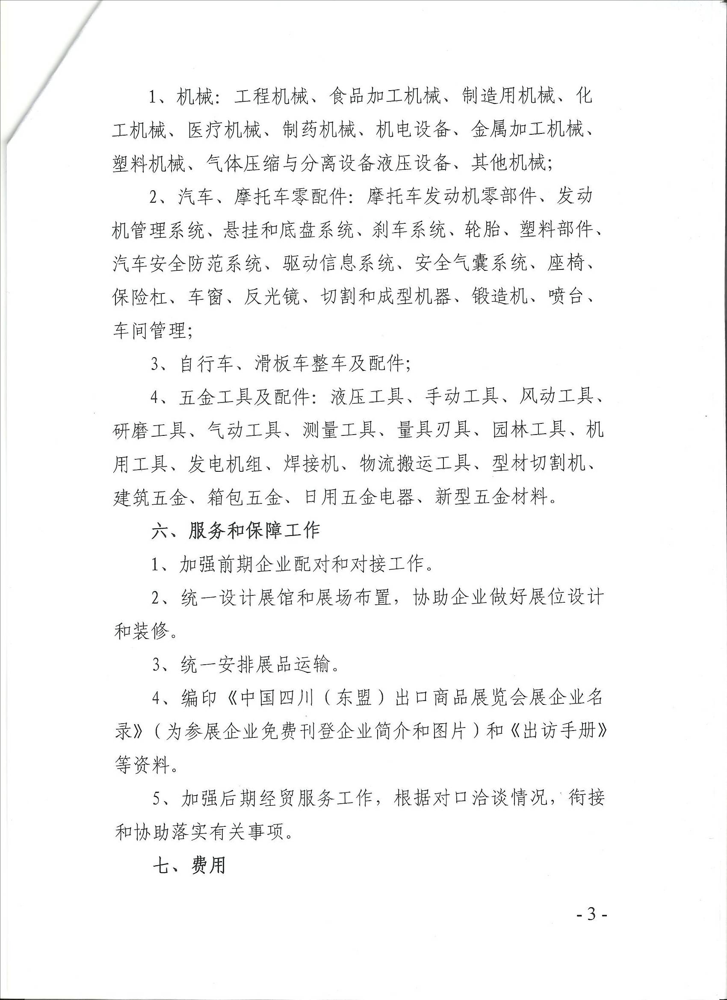 1、机械：工程机械、食品加工机械、制造用机械、化
工机械、医疗机械、制药机械、机电设备、金属加工机械、
塑料机械、气体压缩与分离设备液压设备、其他机械；
2、汽车、摩托车零配件：摩托车发动机零部件、发动
机管理系统、悬挂和底盘系统、刹车系统、轮胎、塑料部件、
汽车安全防范系统、驱动信息系统、安全气囊系统、座椅、
保险杠、车窗、反光镜、切割和成型机器、锻造机、喷台、
车间管理；
3、自行车、滑板车整车及配件；
4、五金工具及配件：液压工具、手动工具、风动工具、
研磨工具、气动工具、测量工具、量具刃具、园林工具、机
用工具、发电机组、焊接机、物流搬运工具、型材切割机、
建筑五金、箱包五金、日用五金电器、新型五金材料。
六、服务和保障工作
1、加强前期企业配对和对接工作。
2、统一设计展馆和展场布置，协助企业做好展位设计
和装修。
3、统一安排展品运输。
4、编印《中国四川（东盟）出口商品展览会展企业名
录》（为参展企业免费刊登企业简介和图片）和《出访手册》
等资料。
5、加强后期经贸服务工作，根据对口洽谈情况，衔接
和协助落实有关事项。
七、费用
- 3 -